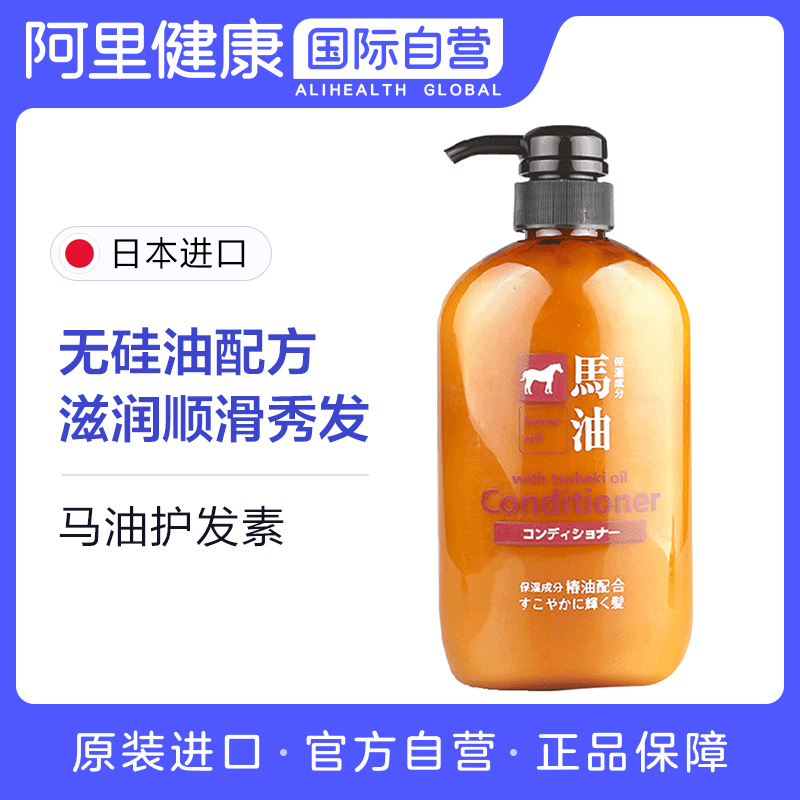 阿里健康 国际自营
ALIHEALTH GLOBAL
日本进口
无硅油配方
滋润顺滑秀发
马油护发素
保湿成分
馬油
horse
oil
with tsubaki oil
Conditioner
コンディショナー
保湿成分 椿油配合
すこやかに輝く髪
原装进口·官方自营·正品保障